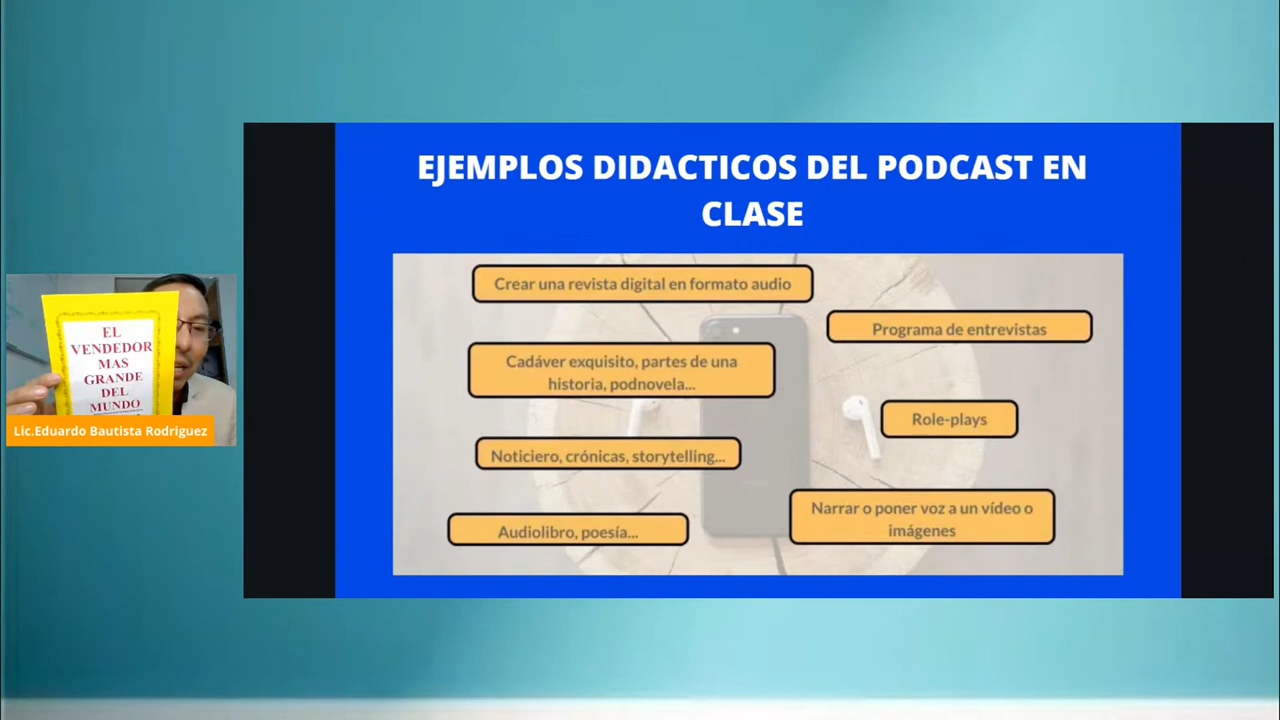 EJEMPLOS DIDACTICOS DEL PODCAST EN
CLASE
Crear una revista digital en formato audio
Programa de entrevistas
Cadáver exquisito, partes de una
historia, podnovela...
Role-plays
Noticiero, crónicas, storytelling...
Narrar o poner voz a un vídeo o
imágenes
Audiolibro, poesía...
EL
VENDEDOR
MAS
GRANDE
DEL
MUNDO
Lic.Eduardo Bautista Rodriguez